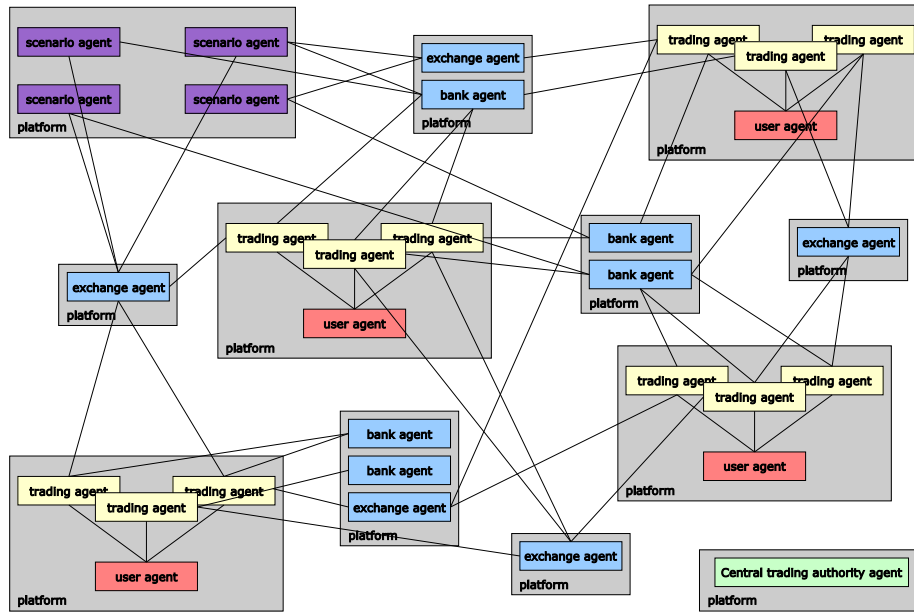 scenario agent
scenario agent
scenario agent
scenario agent
platform
exchange agent
bank agent
platform
trading agent
trading agent
trading agent
user agent
platform
trading agent
trading agent
trading agent
user agent
platform
bank agent
bank agent
platform
exchange agent
platform
exchange agent
platform
trading agent
trading agent
trading agent
user agent
platform
bank agent
bank agent
exchange agent
platform
trading agent
trading agent
trading agent
user agent
platform
exchange agent
platform
Central trading authority agent
platform